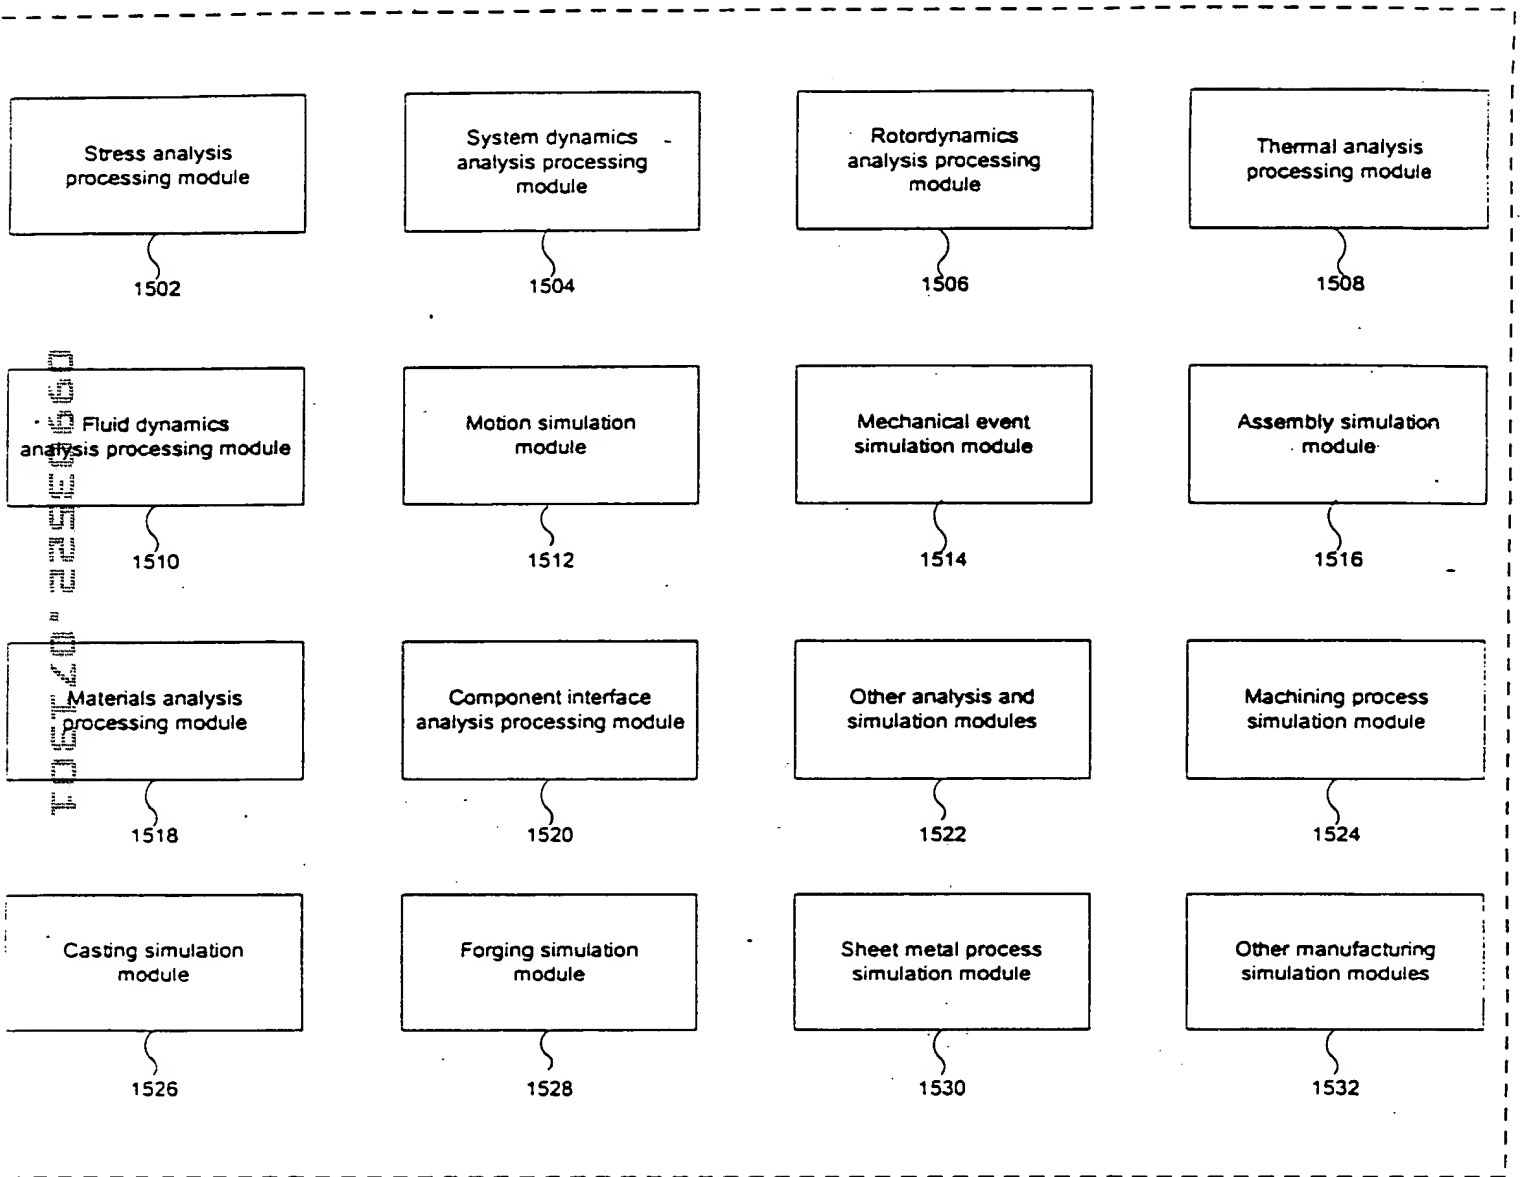 Stress analysis
processing module
1502
System dynamics
analysis processing
module
1504
Rotordynamics
analysis processing
module
1506
Thermal analysis
processing module
1508
Fluid dynamics
analysis processing module
1510
Motion simulation
module
1512
Mechanical event
simulation module
1514
Assembly simulation
module
1516
Materials analysis
processing module
1518
Component interface
analysis processing module
1520
Other analysis and
simulation modules
1522
Machining process
simulation module
1524
Casting simulation
module
1526
Forging simulation
module
1528
Sheet metal process
simulation module
1530
Other manufacturing
simulation modules
1532